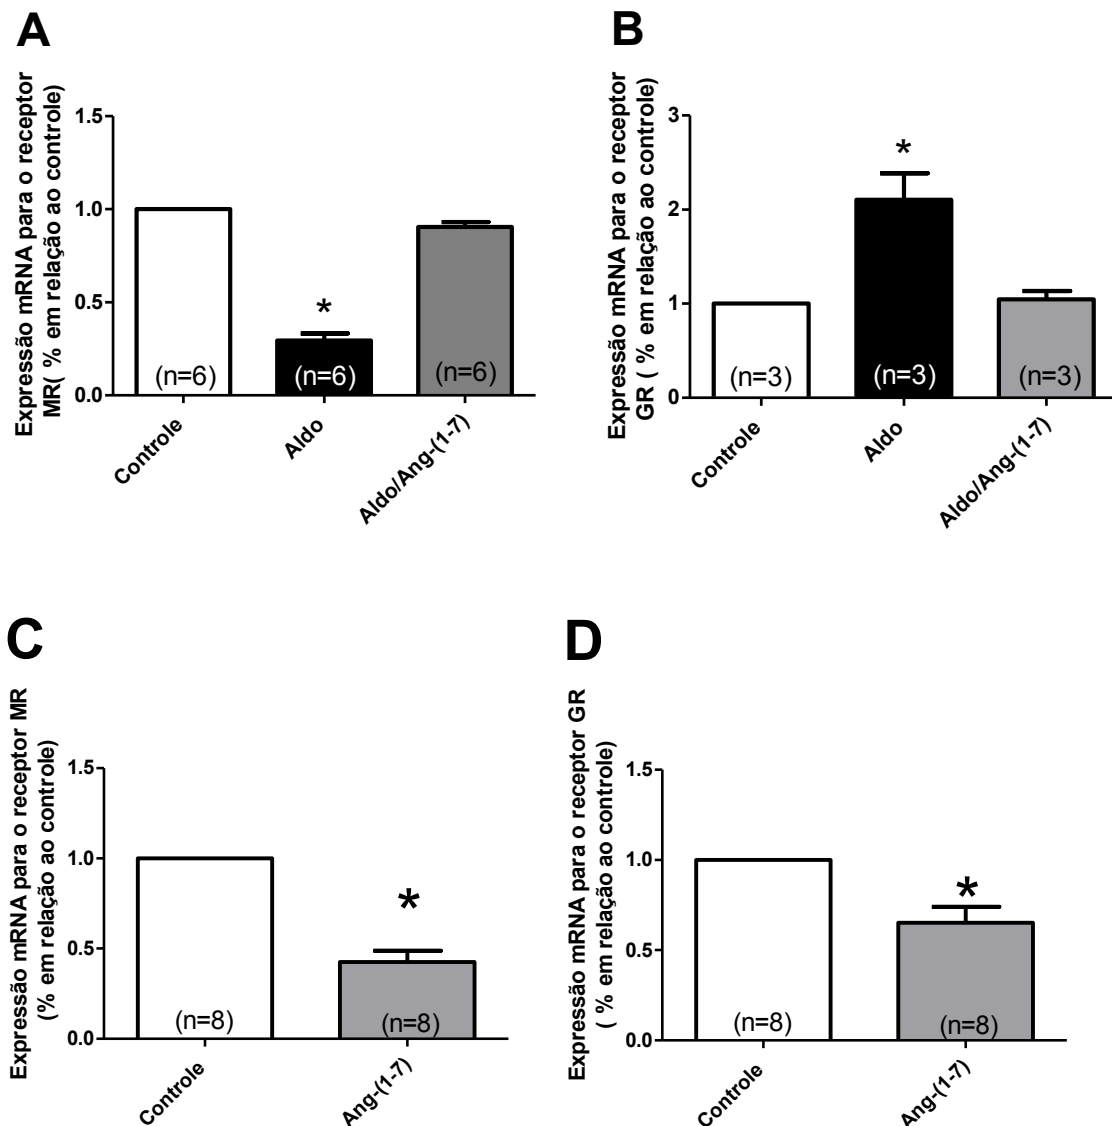 A
Expressão mRNA para o receptor
MR( % em relação ao controle)
1.5
1.0
0.5
0.0
*
(n=6)
(n=6)
(n=6)
Controle
Aldo
Aldo/Ang-(1-7)
B
Expressão mRNA para o receptor
GR ( % em relação ao controle)
3
2
1
0
*
(n=3)
(n=3)
(n=3)
Controle
Aldo
Aldo/Ang-(1-7)
C
Expressão mRNA para o receptor MR
(% em relação ao controle)
1.5
1.0
0.5
0.0
*
(n=8)
(n=8)
Controle
Ang-(1-7)
D
Expressão mRNA para o receptor GR
( % em relação ao controle)
1.5
1.0
0.5
0.0
*
(n=8)
(n=8)
Controle
Ang-(1-7)